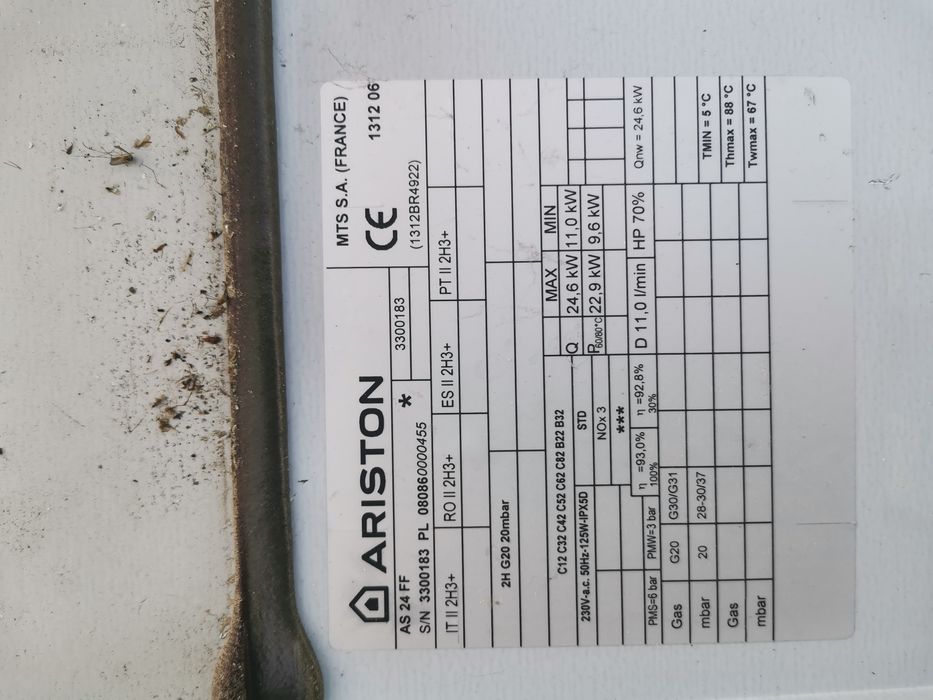 ARISTON
MTS S.A. (FRANCE)
AS 24 FF
*
3300183
CE
1312 06
S/N 3300183 PL 080860000455
(1312BR4922)
IT II 2H3+ RO II 2H3+ ES II 2H3+ PT II 2H3+
2H G20 20mbar
C12 C32 C42 C52 C62 C82 B22 B32
MAX MIN
230V-a.c. 50Hz-125W-IPX5D STD
Q 24,6 kW 11,0 kW
NOx 3
P60/80°C 22,9 kW 9,6 kW
***
PMS=6 bar PMW=3 bar η =93,0% 100% η =92,8% 30% D 11,0 l/min HP 70% Qnw = 24,6 kW
Gas G20 G30/G31
mbar 20 28-30/37 TMIN = 5 °C
Gas Thmax = 88 °C
mbar Twmax = 67 °C